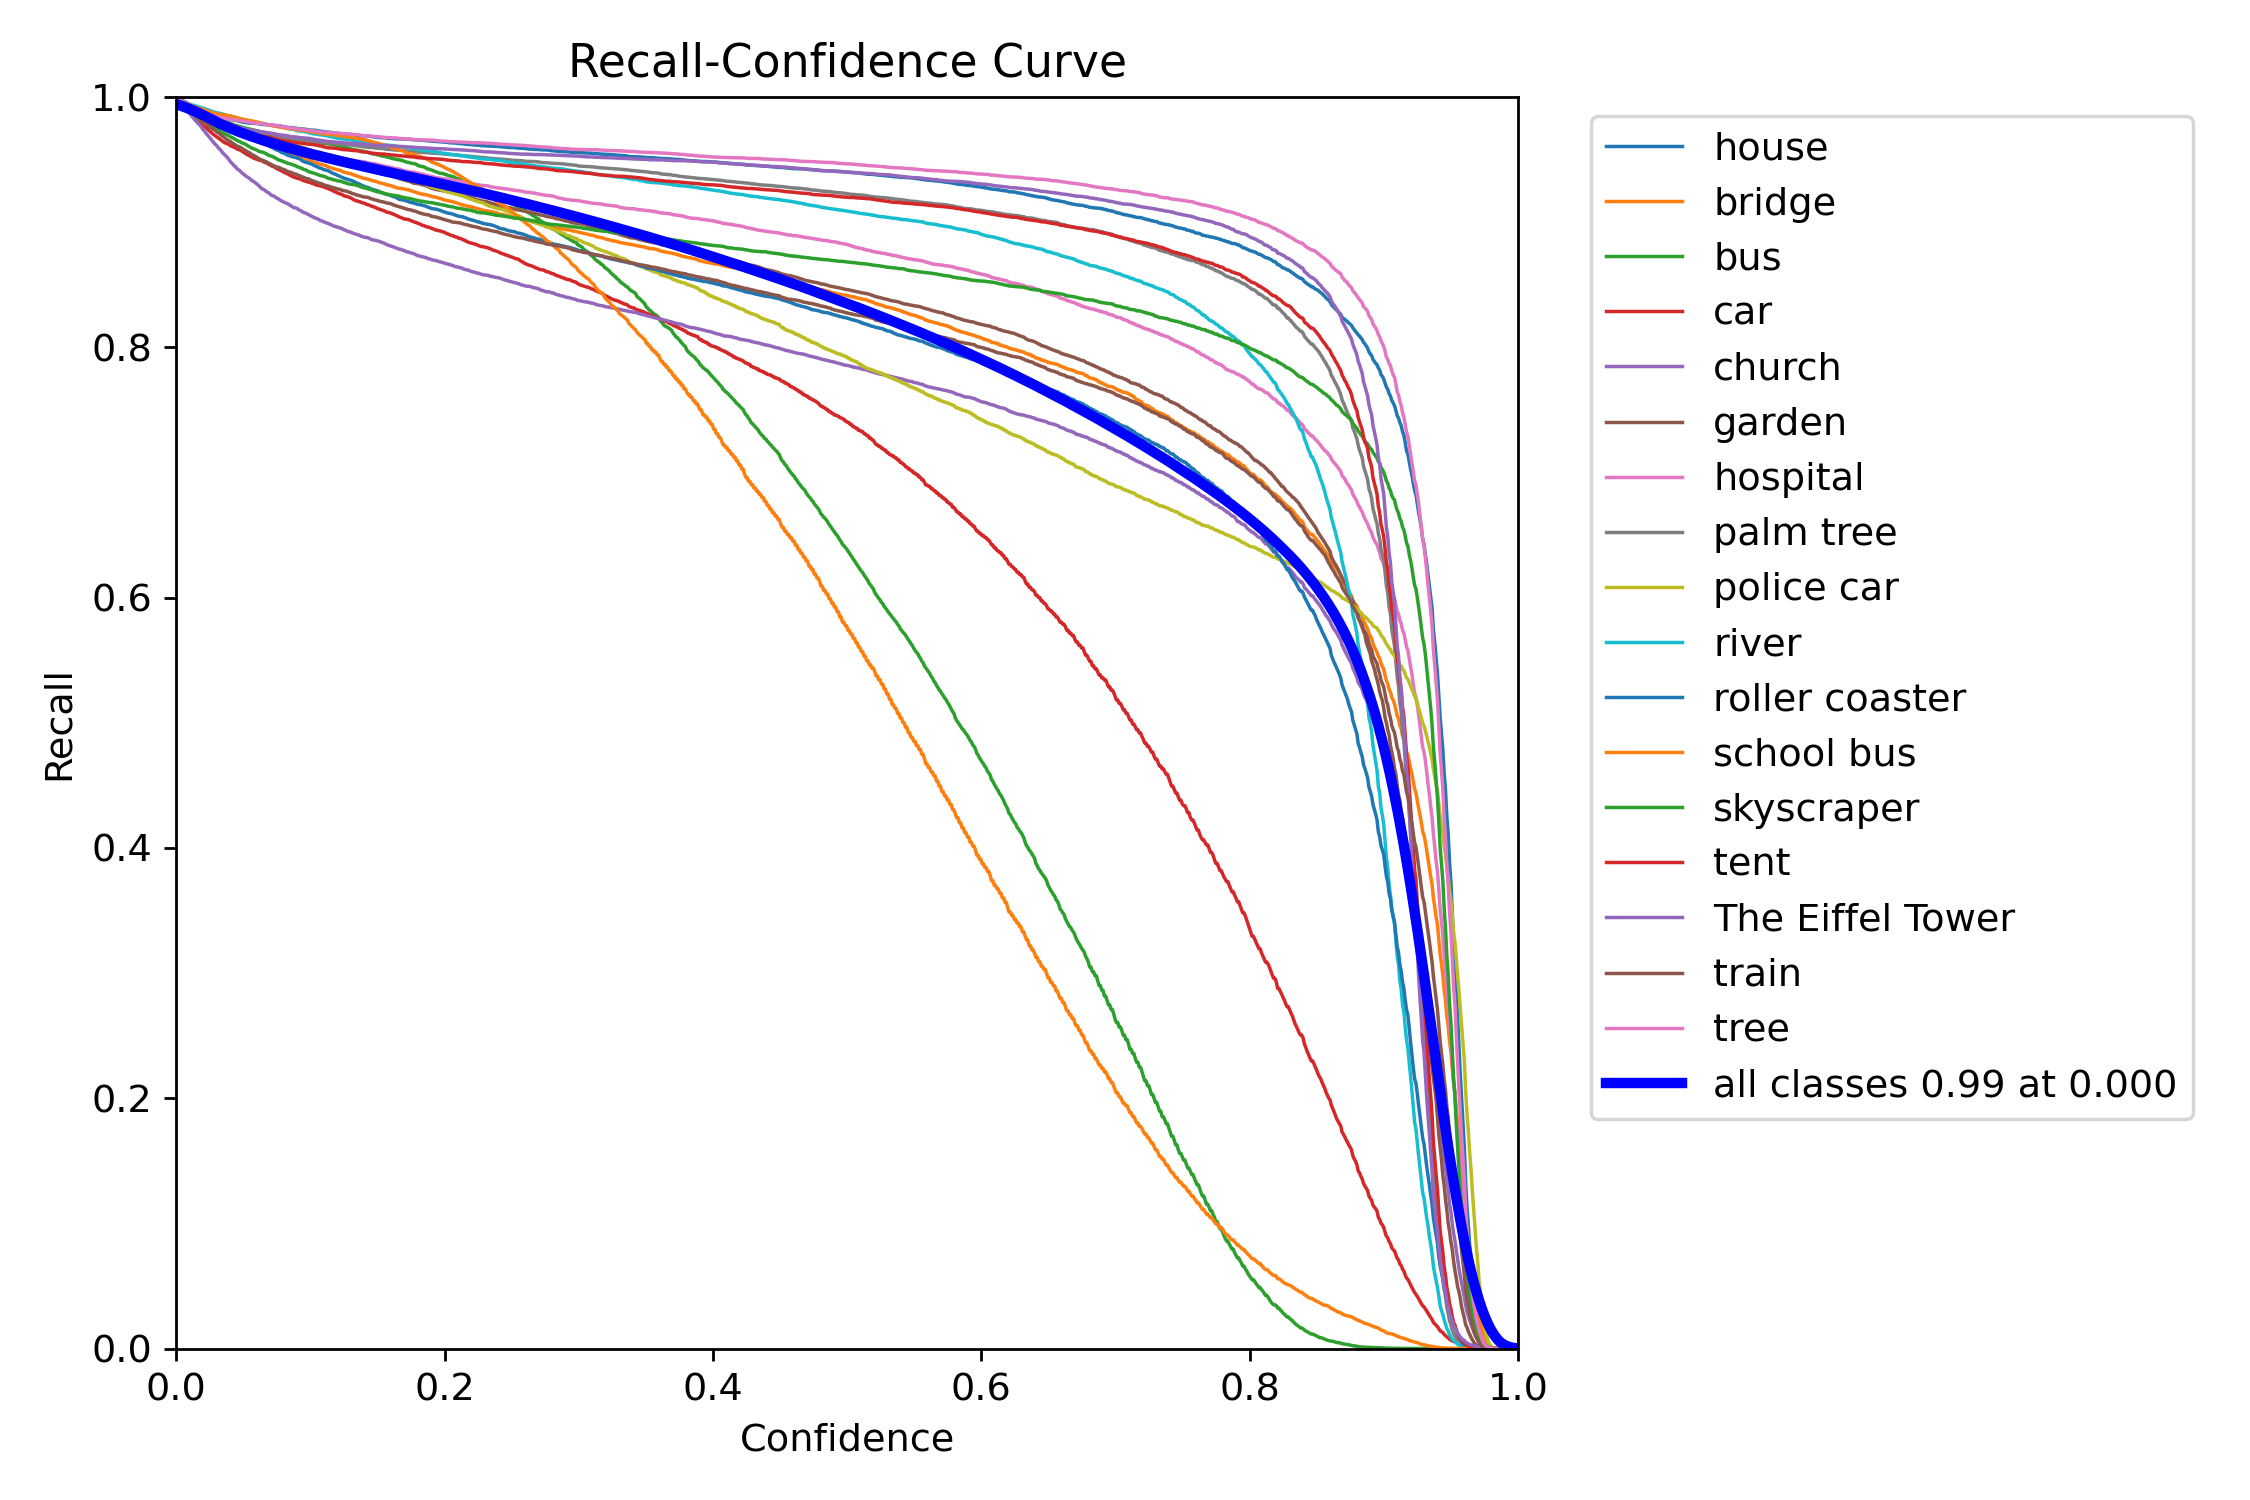 Recall-Confidence Curve
1.0
0.8
0.6
0.4
0.2
0.0
Recall
0.0 0.2 0.4 0.6 0.8 1.0
Confidence
house
bridge
bus
car
church
garden
hospital
palm tree
police car
river
roller coaster
school bus
skyscraper
tent
The Eiffel Tower
train
tree
all classes 0.99 at 0.000